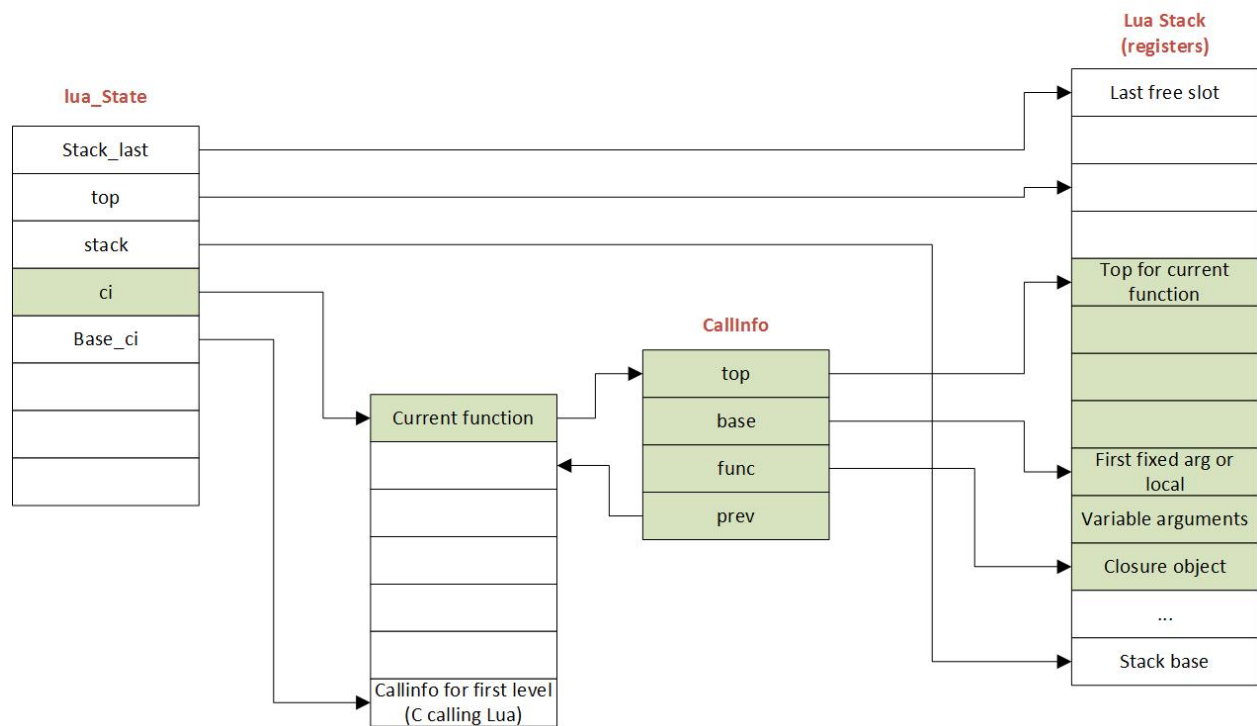 Lua Stack
(registers)
Last free slot
lua_State
Stack_last
top
stack
ci
Base_ci
Top for current
function
CallInfo
top
base
func
prev
Current function
First fixed arg or
local
Variable arguments
Closure object
...
Stack base
Callinfo for first level
(C calling Lua)